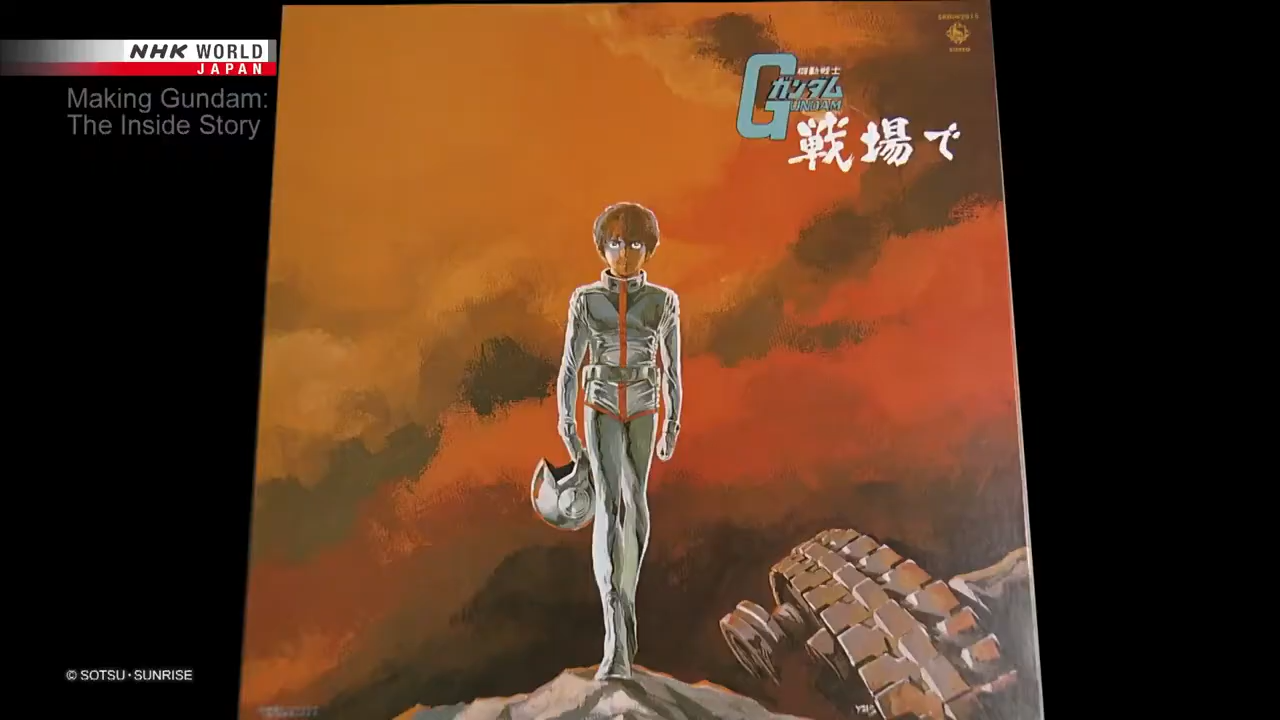 NHK WORLD
JAPAN
Making Gundam:
The Inside Story
機動戦士
ガンダム
GUNDAM
戦場で
© SOTSU・SUNRISE